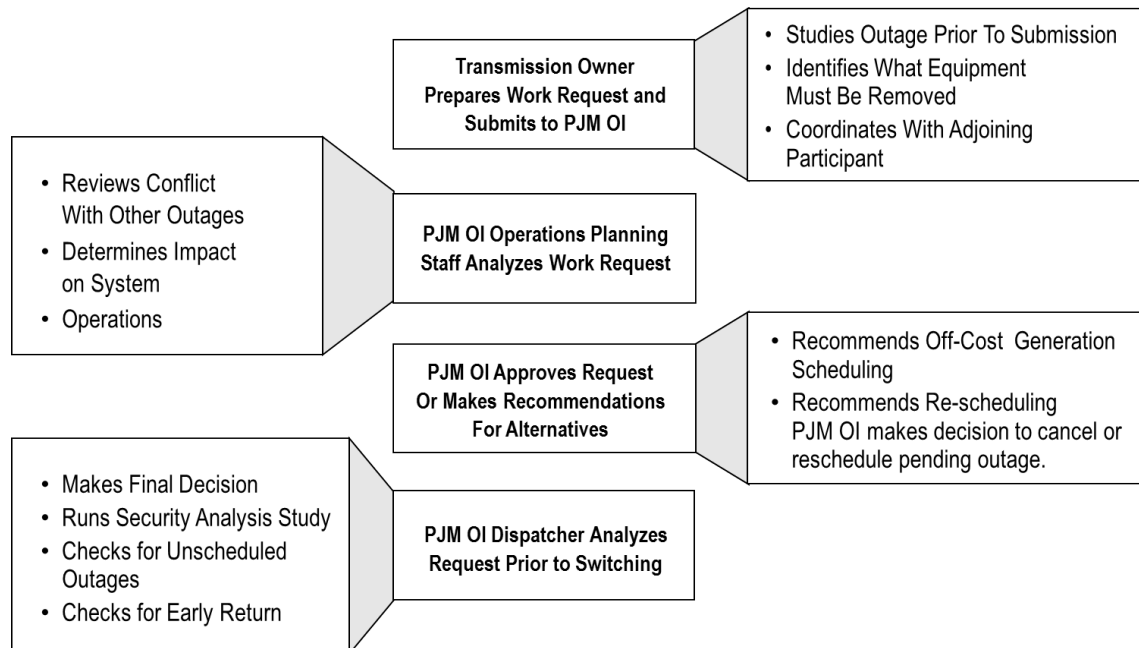 Transmission Owner
Prepares Work Request and
Submits to PJM OI
• Studies Outage Prior To Submission
• Identifies What Equipment
Must Be Removed
• Coordinates With Adjoining
Participant
• Reviews Conflict
With Other Outages
• Determines Impact
on System
• Operations
PJM OI Operations Planning
Staff Analyzes Work Request
PJM OI Approves Request
Or Makes Recommendations
For Alternatives
• Recommends Off-Cost Generation
Scheduling
• Recommends Re-scheduling
PJM OI makes decision to cancel or
reschedule pending outage.
• Makes Final Decision
• Runs Security Analysis Study
• Checks for Unscheduled
Outages
• Checks for Early Return
PJM OI Dispatcher Analyzes
Request Prior to Switching